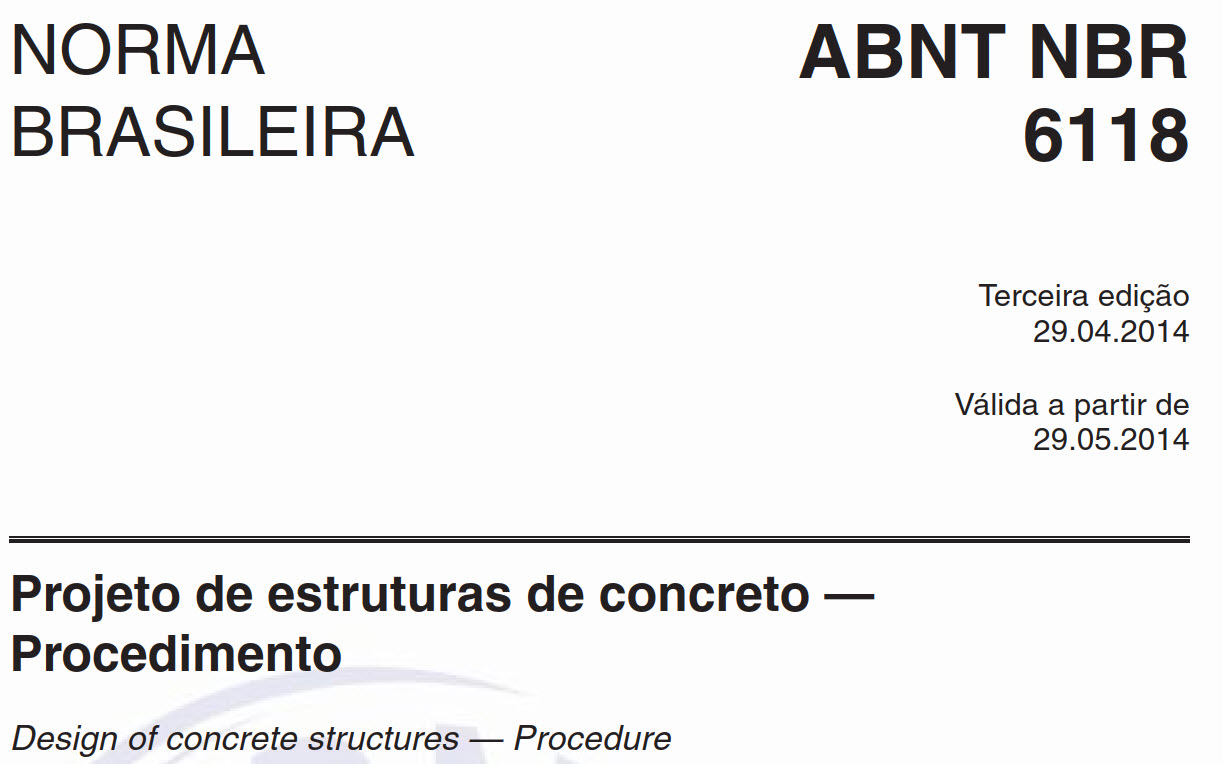 NORMA
BRASILEIRA
ABNT NBR
6118
Terceira edição
29.04.2014
Válida a partir de
29.05.2014
Projeto de estruturas de concreto —
Procedimento
Design of concrete structures — Procedure